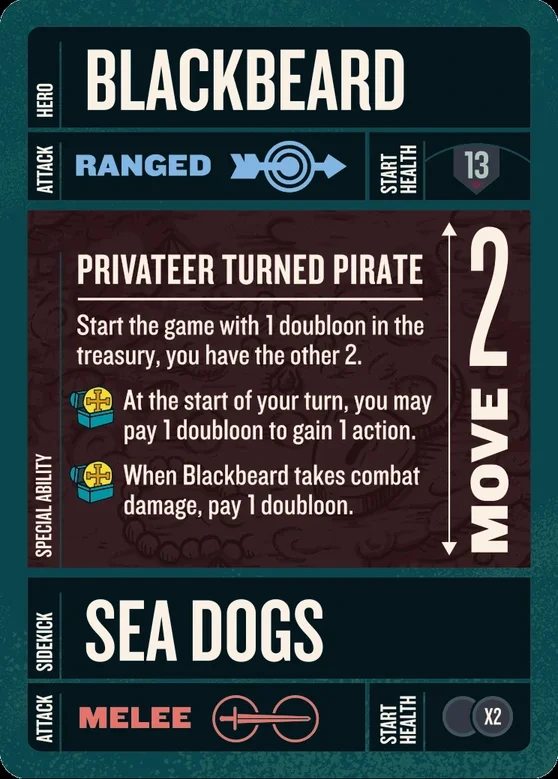 HERO
BLACKBEARD
ATTACK
RANGED
START
HEALTH
13
SPECIAL ABILITY
PRIVATEER TURNED PIRATE
Start the game with 1 doubloon in the
treasury, you have the other 2.
At the start of your turn, you may
pay 1 doubloon to gain 1 action.
When Blackbeard takes combat
damage, pay 1 doubloon.
MOVE 2
SIDEKICK
SEA DOGS
ATTACK
MELEE
START
HEALTH
X2